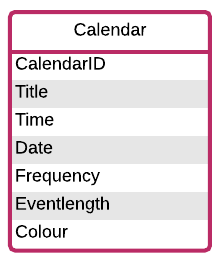 Calendar
CalendarID
Title
Time
Date
Frequency
Eventlength
Colour